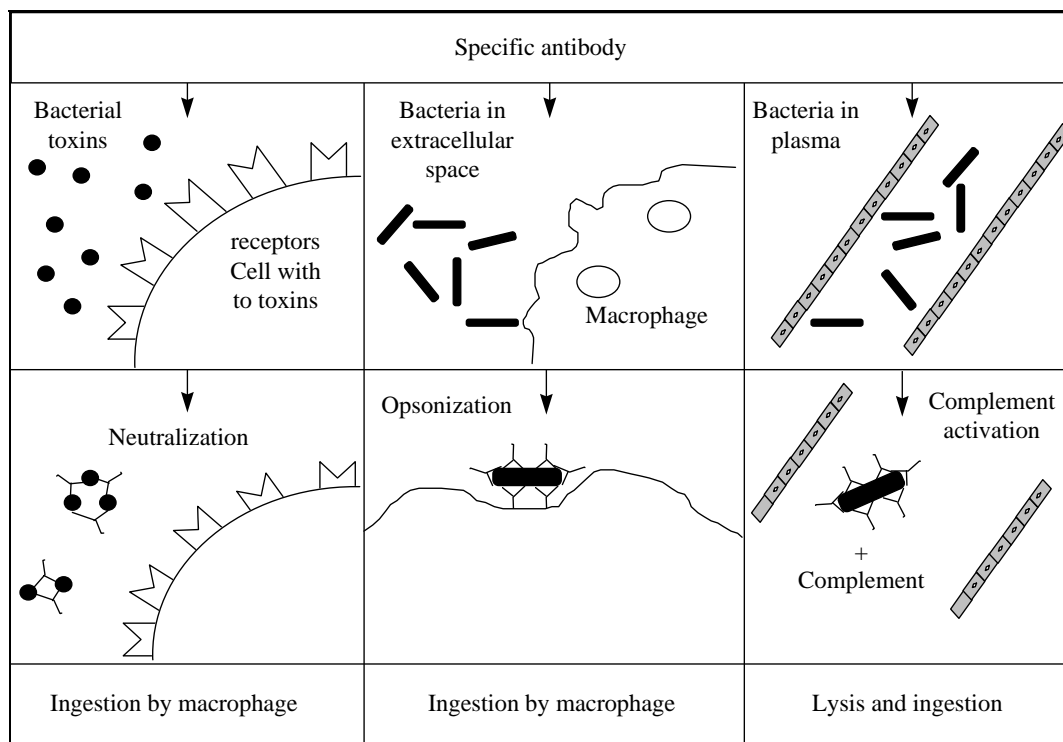 Specific antibody
Bacterial
toxins
receptors
Cell with
to toxins
Bacteria in
extracellular
space
Macrophage
Bacteria in
plasma
Neutralization
Opsonization
Complement
activation
+
Complement
Ingestion by macrophage
Ingestion by macrophage
Lysis and ingestion